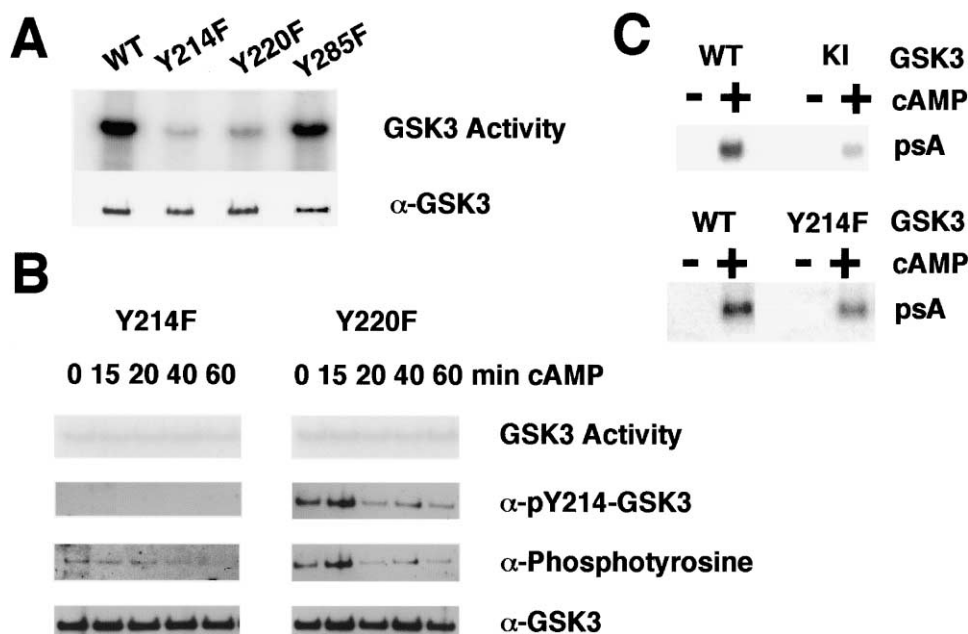 A
WT Y214F Y220F Y285F
GSK3 Activity
α-GSK3
B
Y214F Y220F
0 15 20 40 60 0 15 20 40 60 min cAMP
GSK3 Activity
α-pY214-GSK3
α-Phosphotyrosine
α-GSK3
C
WT KI GSK3
- + - + cAMP
psA
WT Y214F GSK3
- + - + cAMP
psA